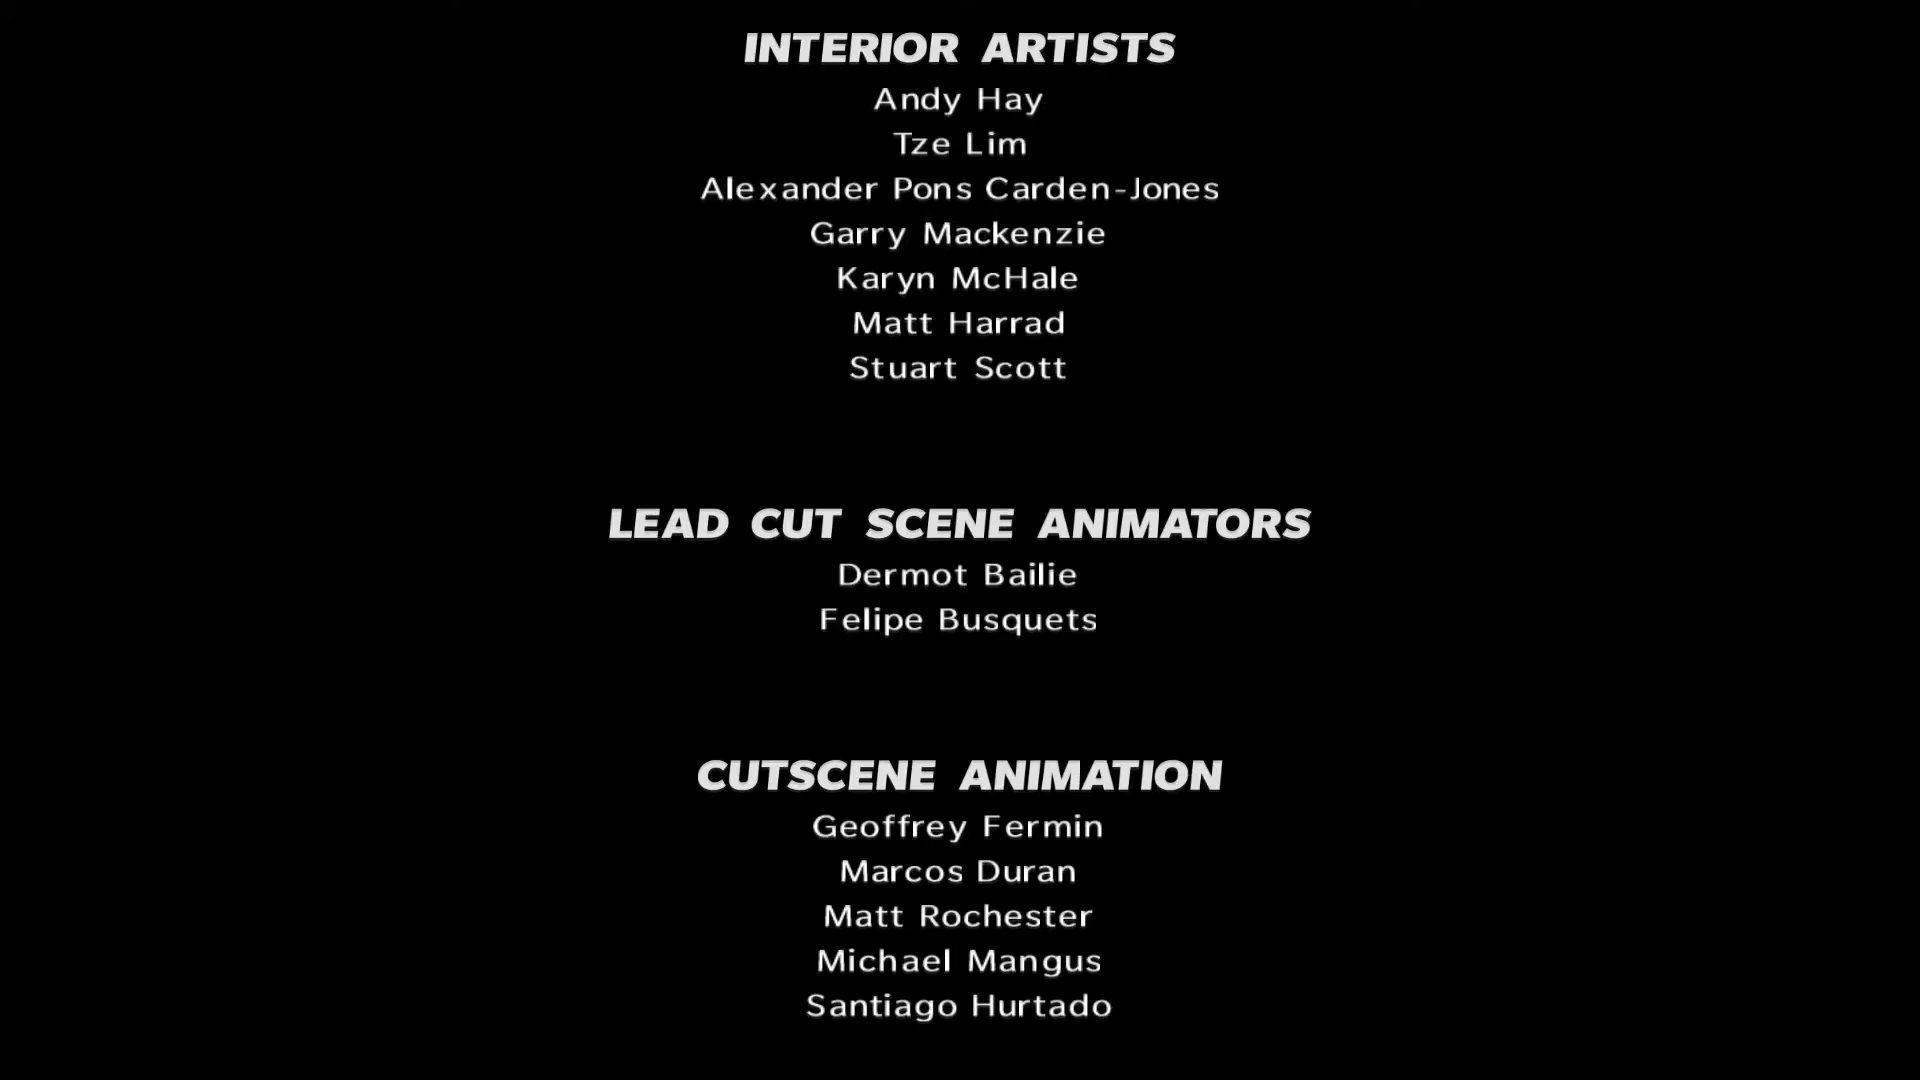 INTERIOR ARTISTS
Andy Hay
Tze Lim
Alexander Pons Carden-Jones
Garry Mackenzie
Karyn McHale
Matt Harrad
Stuart Scott
LEAD CUT SCENE ANIMATORS
Dermot Bailie
Felipe Busquets
CUTSCENE ANIMATION
Geoffrey Fermin
Marcos Duran
Matt Rochester
Michael Mangus
Santiago Hurtado